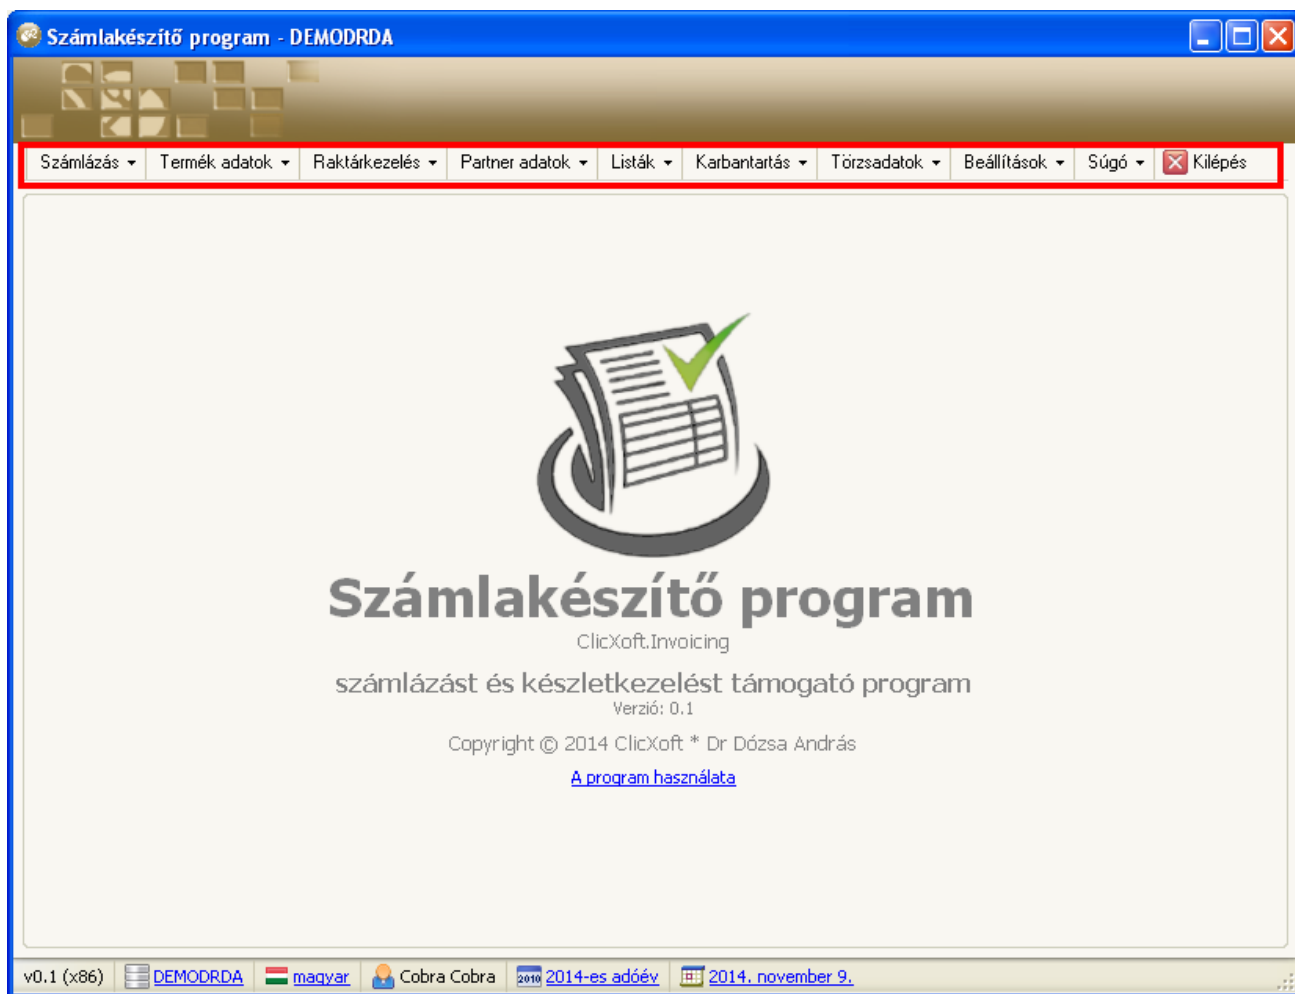 Számlakészítő program - DEMODRDA
Számlázás Termék adatok Raktárkezelés Partner adatok Listák Karbantartás Törzsadatok Beállítások Súgó Kilépés
Számlakészítő program
ClicXoft.Invoicing
számlázást és készletkezelést támogató program
Verzió: 0.1
Copyright © 2014 ClicXoft * Dr Dózsa András
A program használata
v0.1 (x86) DEMODRDA magyar Cobra Cobra 2010 2014-es adóév 2014. november 9.